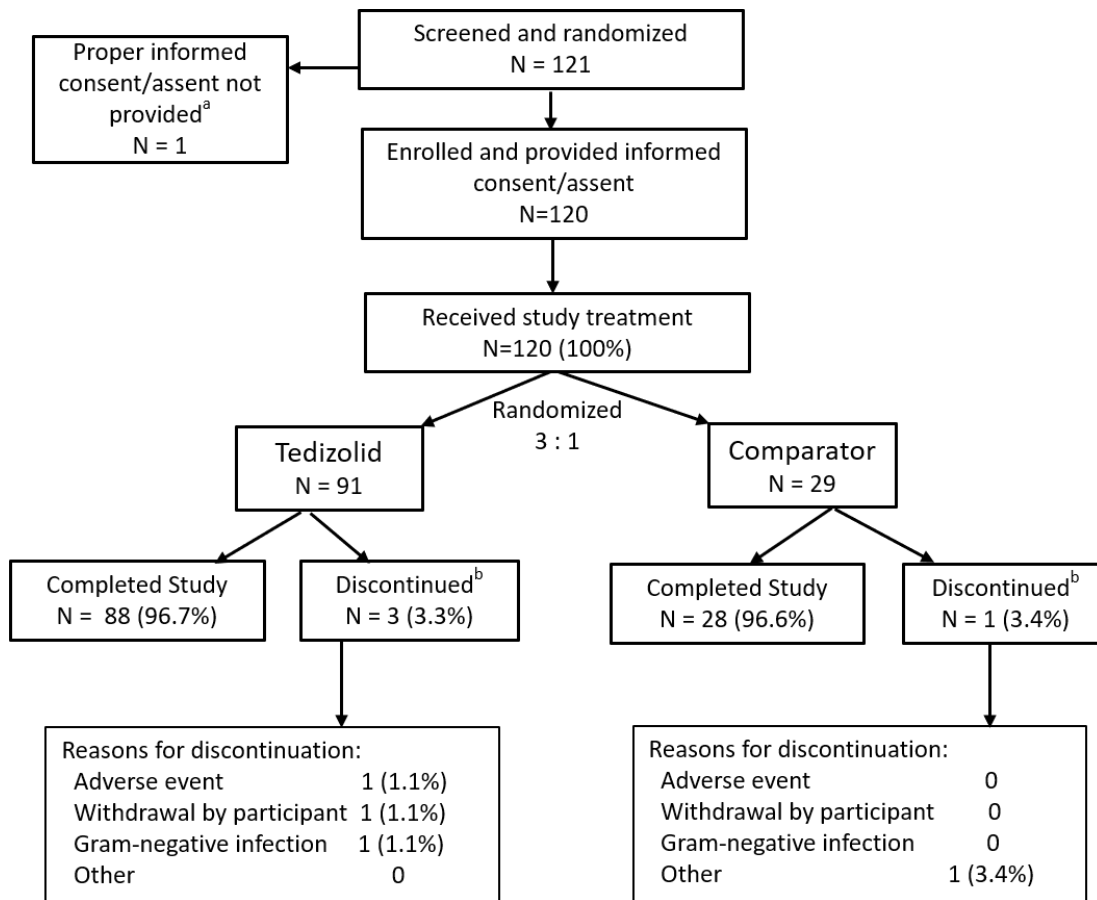 Screened and randomized
N = 121
Proper informed
consent/assent not
provideda
N = 1
Enrolled and provided informed
consent/assent
N=120
Received study treatment
N=120 (100%)
Randomized
3 : 1
Tedizolid
N = 91
Comparator
N = 29
Completed Study
N = 88 (96.7%)
Discontinuedb
N = 3 (3.3%)
Completed Study
N = 28 (96.6%)
Discontinuedb
N = 1 (3.4%)
Reasons for discontinuation:
Adverse event 1 (1.1%)
Withdrawal by participant 1 (1.1%)
Gram-negative infection 1 (1.1%)
Other 0
Reasons for discontinuation:
Adverse event 0
Withdrawal by participant 0
Gram-negative infection 0
Other 1 (3.4%)